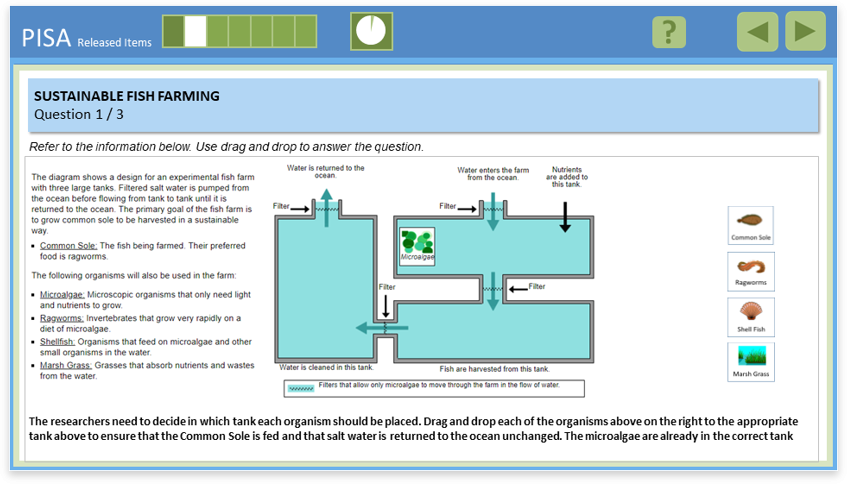 PISA Released Items
?
SUSTAINABLE FISH FARMING
Question 1 / 3
Refer to the information below. Use drag and drop to answer the question.
The diagram shows a design for an experimental fish farm
with three large tanks. Filtered salt water is pumped from
the ocean before flowing from tank to tank until it is
returned to the ocean. The primary goal of the fish farm is
to grow common sole to be harvested in a sustainable
way.
▪ Common Sole: The fish being farmed. Their preferred
food is ragworms.
The following organisms will also be used in the farm:
▪ Microalgae: Microscopic organisms that only need light
and nutrients to grow.
▪ Ragworms: Invertebrates that grow very rapidly on a
diet of microalgae.
▪ Shellfish: Organisms that feed on microalgae and other
small organisms in the water.
▪ Marsh Grass: Grasses that absorb nutrients and wastes
from the water.
Water is returned to the
ocean.
Water enters the farm
from the ocean.
Nutrients
are added to
this tank.
Filter
Filter
Microalgae
Filter
Filter
Water is cleaned in this tank.
Fish are harvested from this tank.
Filters that allow only microalgae to move through the farm in the flow of water.
Common Sole
Ragworms
Shell Fish
Marsh Grass
The researchers need to decide in which tank each organism should be placed. Drag and drop each of the organisms above on the right to the appropriate
tank above to ensure that the Common Sole is fed and that salt water is returned to the ocean unchanged. The microalgae are already in the correct tank